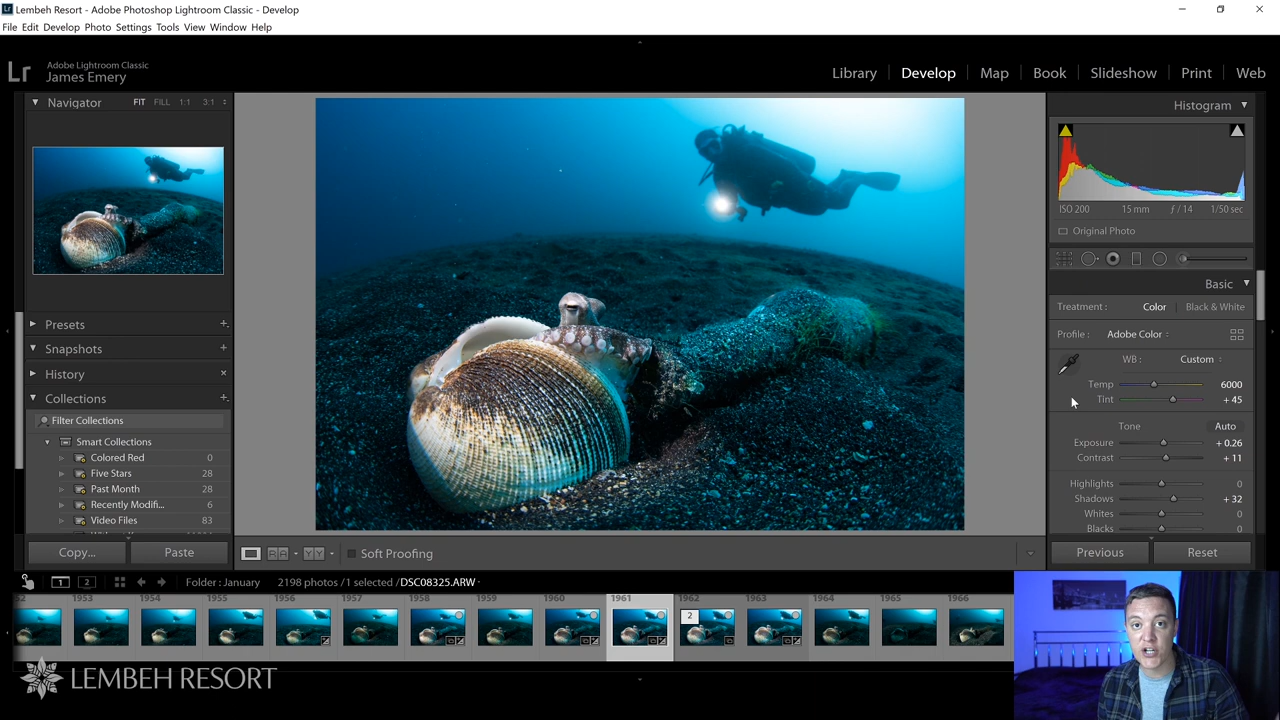 Lembeh Resort - Adobe Photoshop Lightroom Classic - Develop
File Edit Develop Photo Settings Tools View Window Help
Lr
Adobe Lightroom Classic
James Emery
Library Develop Map Book Slideshow Print Web
Navigator FIT FILL 1:1 3:1
Histogram
ISO 200 15 mm ƒ / 14 1/50 sec
Original Photo
Basic
Treatment : Color Black & White
Profile : Adobe Color
WB : Custom
Temp 6000
Tint + 45
Tone Auto
Exposure + 0.26
Contrast + 11
Highlights 0
Shadows + 32
Whites 0
Blacks 0
Presets
Snapshots
History
Collections
Filter Collections
Smart Collections
Colored Red 0
Five Stars 28
Past Month 28
Recently Modifi... 6
Video Files 83
Copy... Paste
Soft Proofing
Previous Reset
1 2 Folder : January 2198 photos /1 selected /DSC08325.ARW
52 1953 1954 1955 1956 1957 1958 1959 1960 1961 1962 1963 1964 1965 1966
2
LEMBEH RESORT